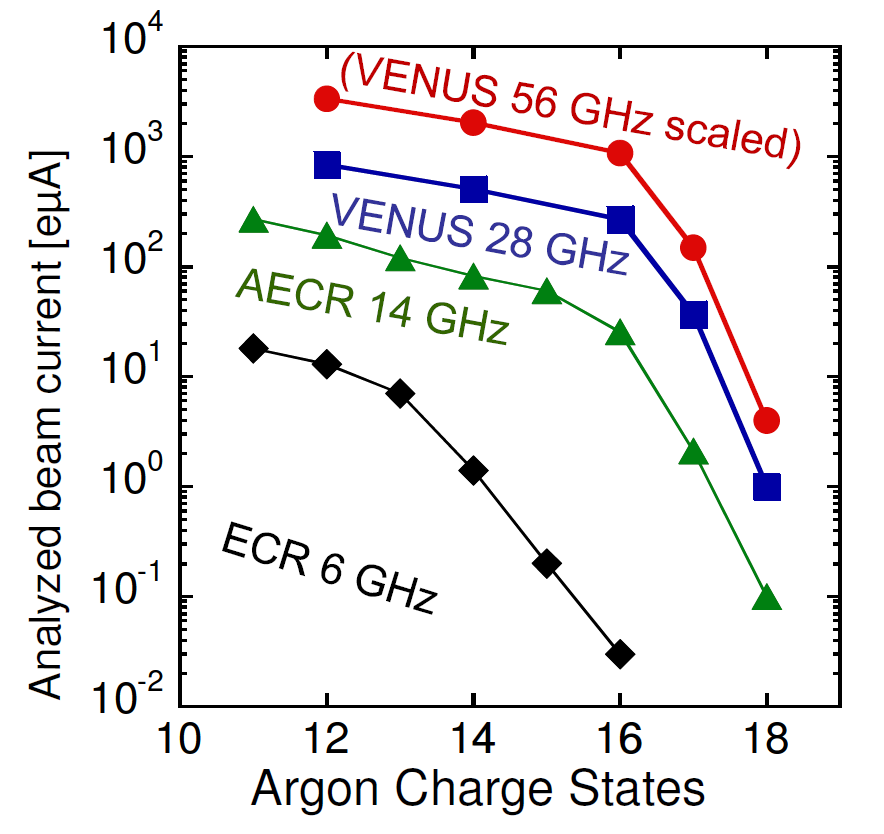 10^4
10^3
10^2
10^1
10^0
10^-1
10^-2
Analyzed beam current [eµA]
(VENUS 56 GHz scaled)
VENUS 28 GHz
AECR 14 GHz
ECR 6 GHz
10 12 14 16 18
Argon Charge States